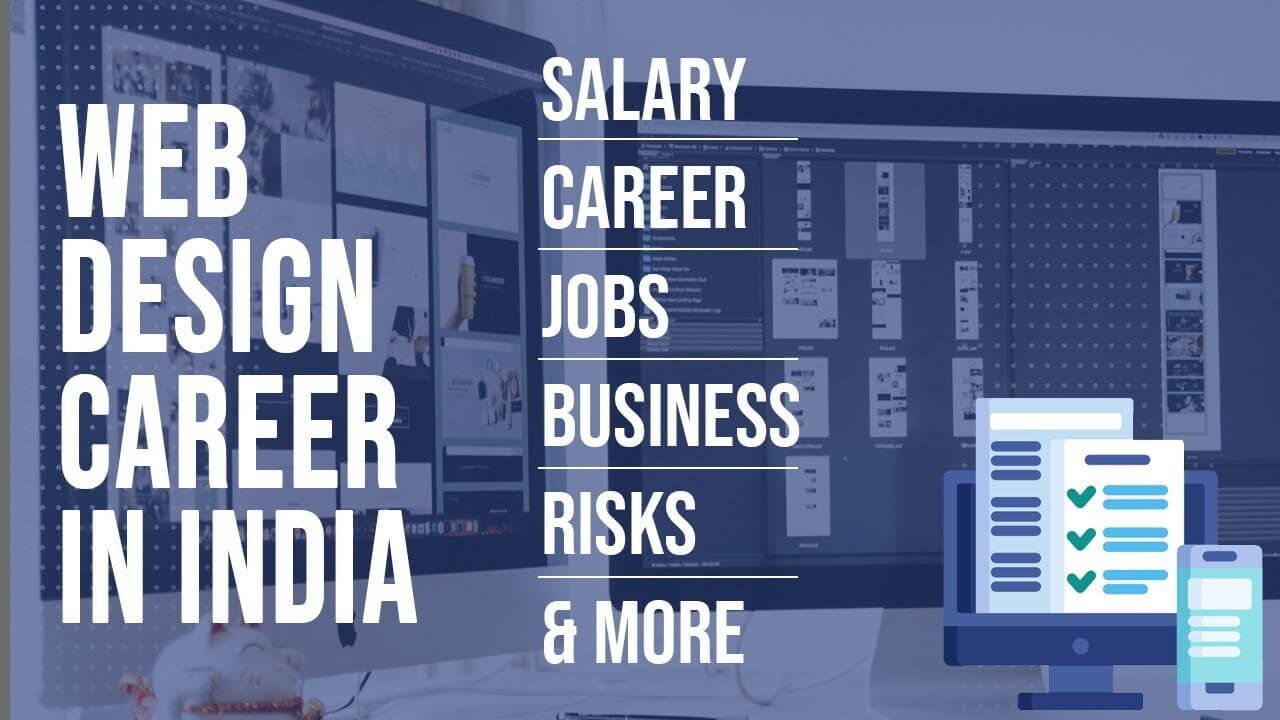 WEB
DESIGN
CAREER
IN INDIA
SALARY
CAREER
JOBS
BUSINESS
RISKS
& MORE